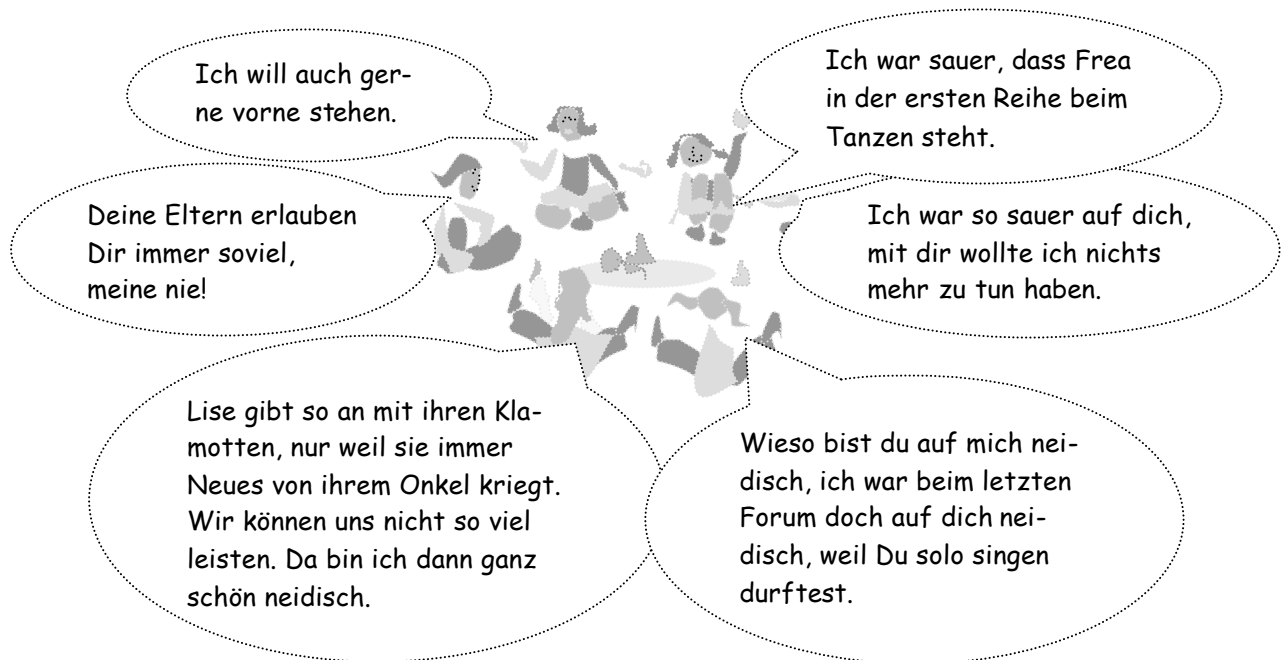 Ich will auch ger-
ne vorne stehen.
Ich war sauer, dass Frea
in der ersten Reihe beim
Tanzen steht.
Deine Eltern erlauben
Dir immer soviel,
meine nie!
Ich war so sauer auf dich,
mit dir wollte ich nichts
mehr zu tun haben.
Lise gibt so an mit ihren Kla-
motten, nur weil sie immer
Neues von ihrem Onkel kriegt.
Wir können uns nicht so viel
leisten. Da bin ich dann ganz
schön neidisch.
Wieso bist du auf mich nei-
disch, ich war beim letzten
Forum doch auf dich nei-
disch, weil Du solo singen
durftest.